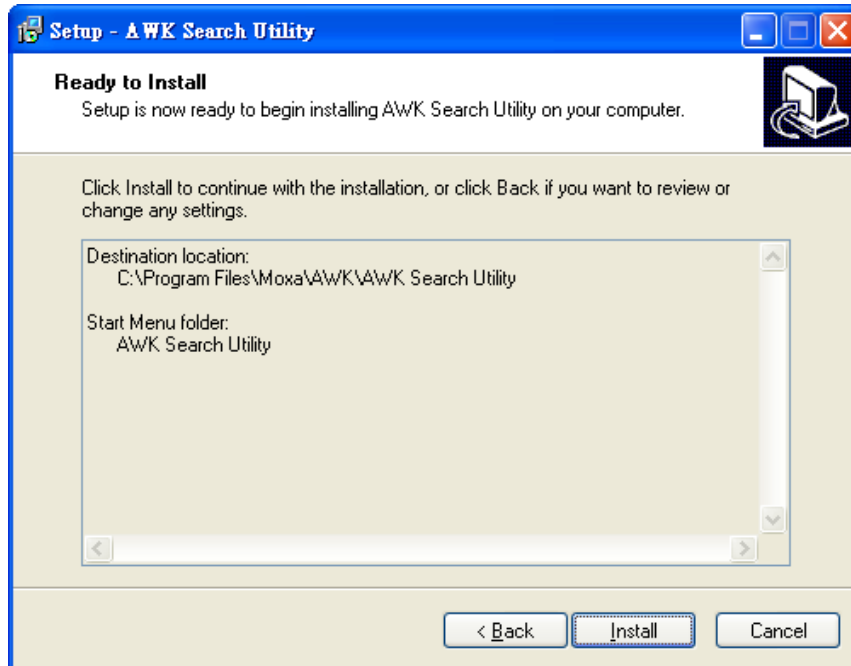 Setup - AWK Search Utility
Ready to Install
Setup is now ready to begin installing AWK Search Utility on your computer.
Click Install to continue with the installation, or click Back if you want to review or
change any settings.
Destination location:
C:\Program Files\Moxa\AWK\AWK Search Utility
Start Menu folder:
AWK Search Utility
< Back
Install
Cancel